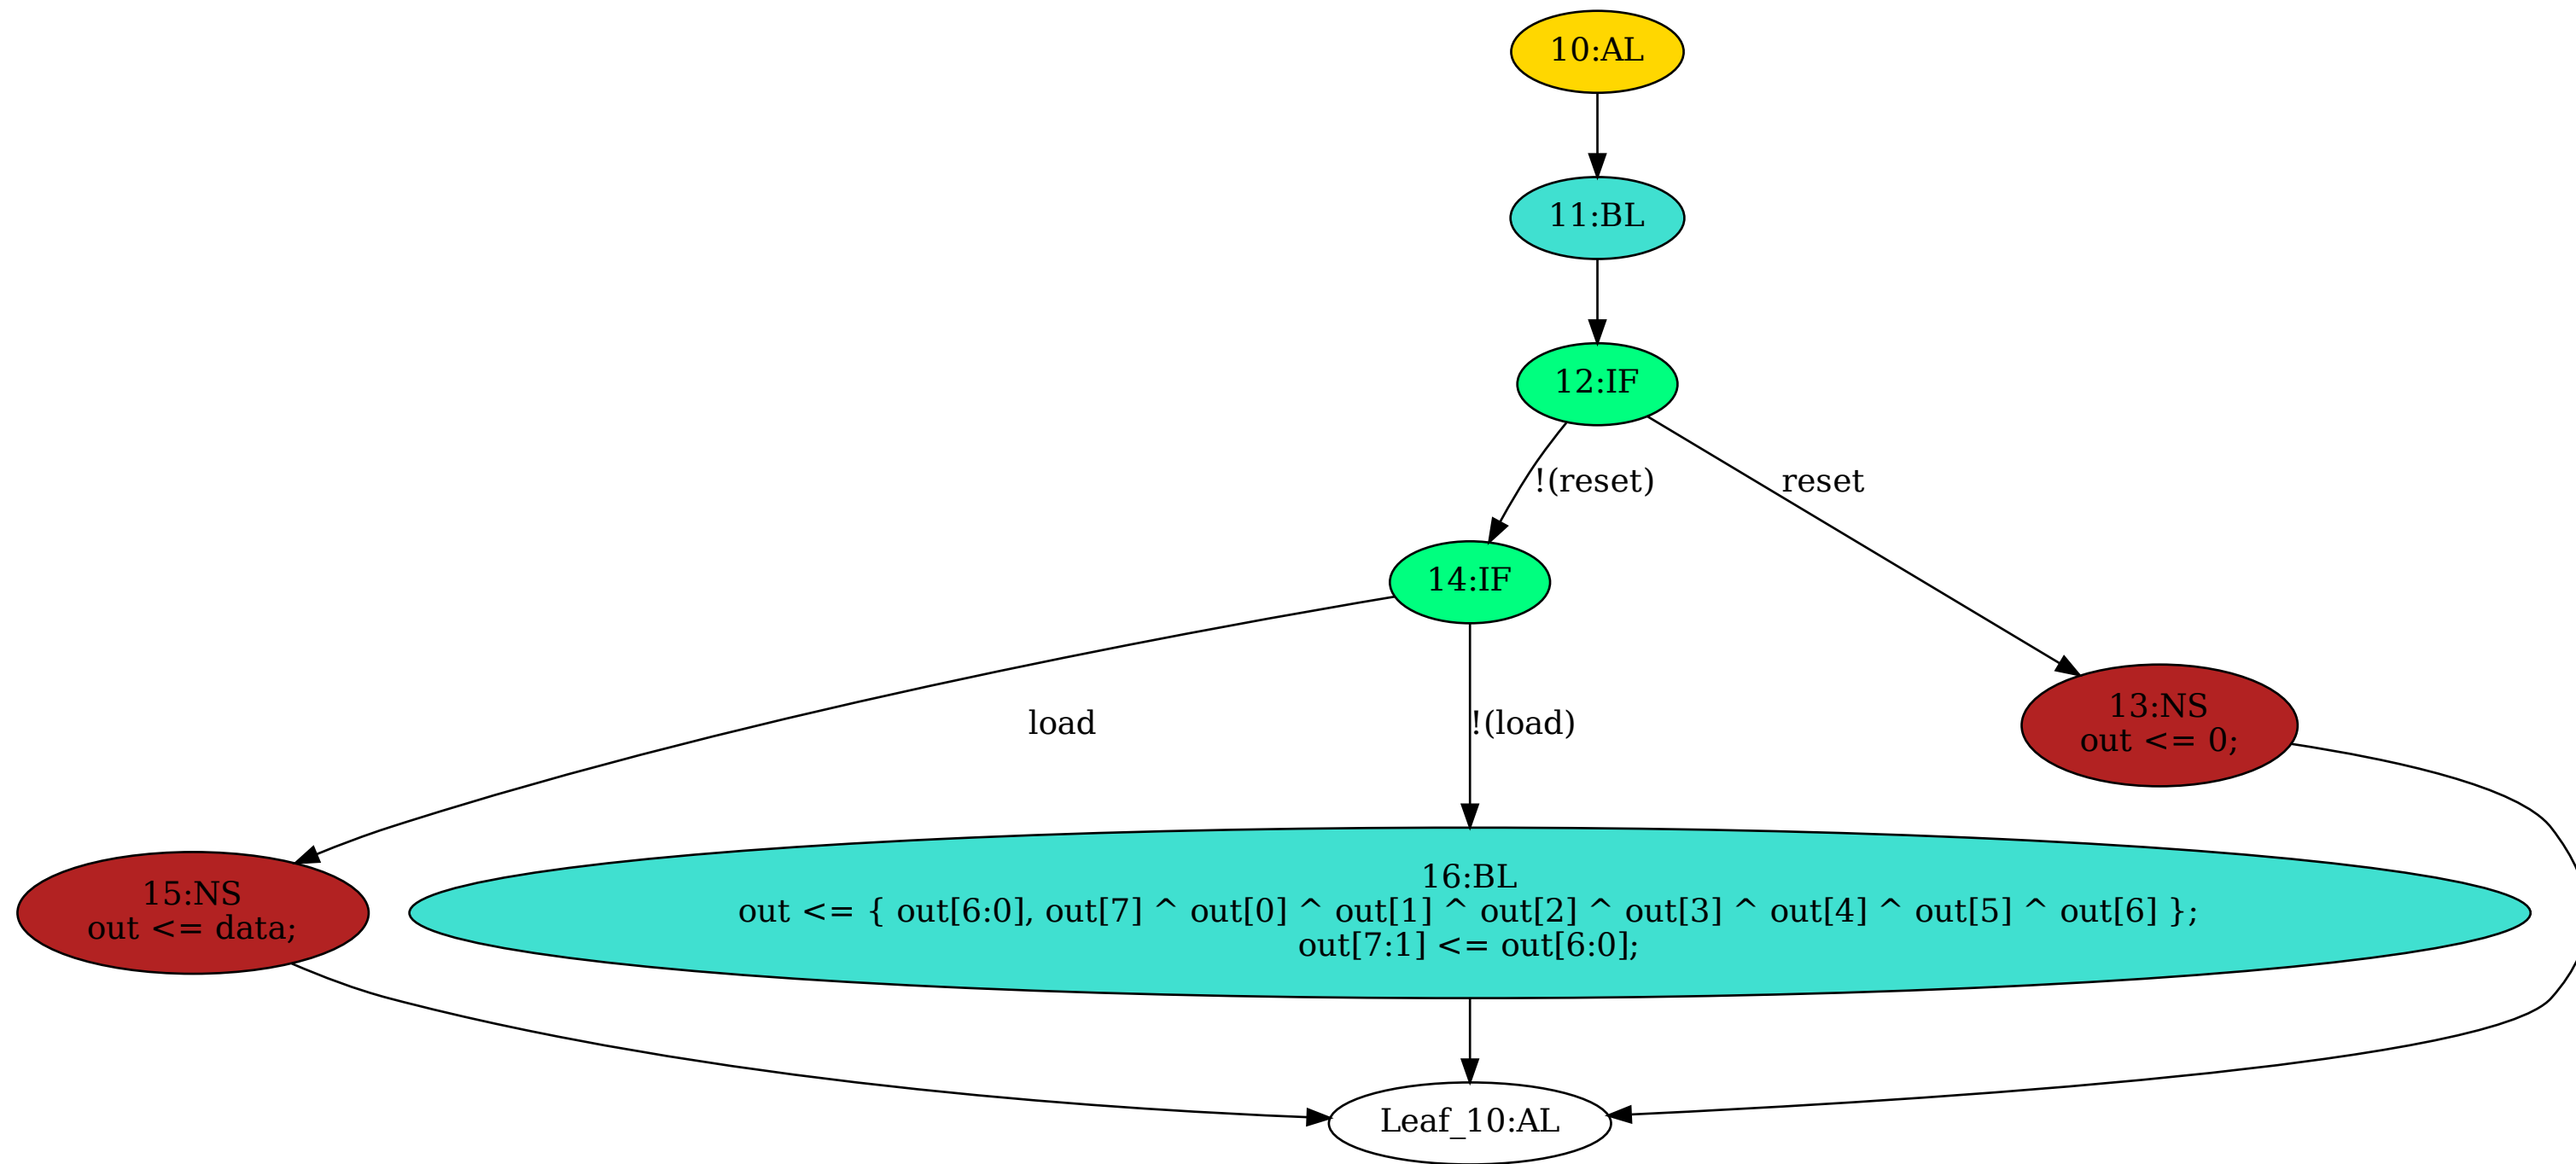 10:AL
11:BL
12:IF
!(reset)
reset
14:IF
load
!(load)
13:NS
out <= 0;
15:NS
out <= data;
16:BL
out <= { out[6:0], out[7] ^ out[0] ^ out[1] ^ out[2] ^ out[3] ^ out[4] ^ out[5] ^ out[6] };
out[7:1] <= out[6:0];
Leaf_10:AL